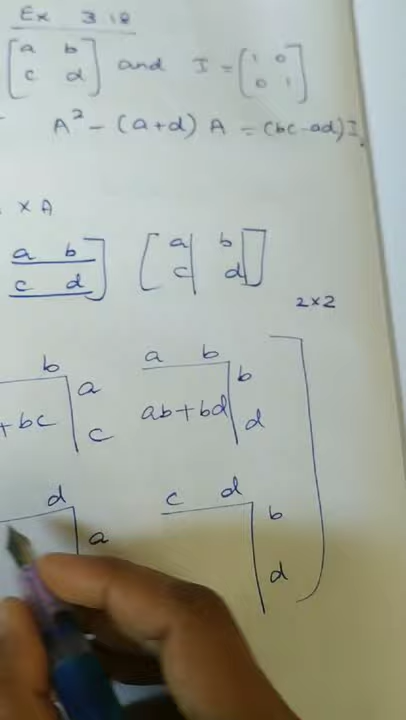 Ex 3.18
[a b
c d] and I = [1 0
0 1]
A² - (a+d) A = (bc-ad) I.
× A
[a b
c d] [a b
c d]
2×2
b a a b b
+ bc c ab+bd d
d a c d b
d